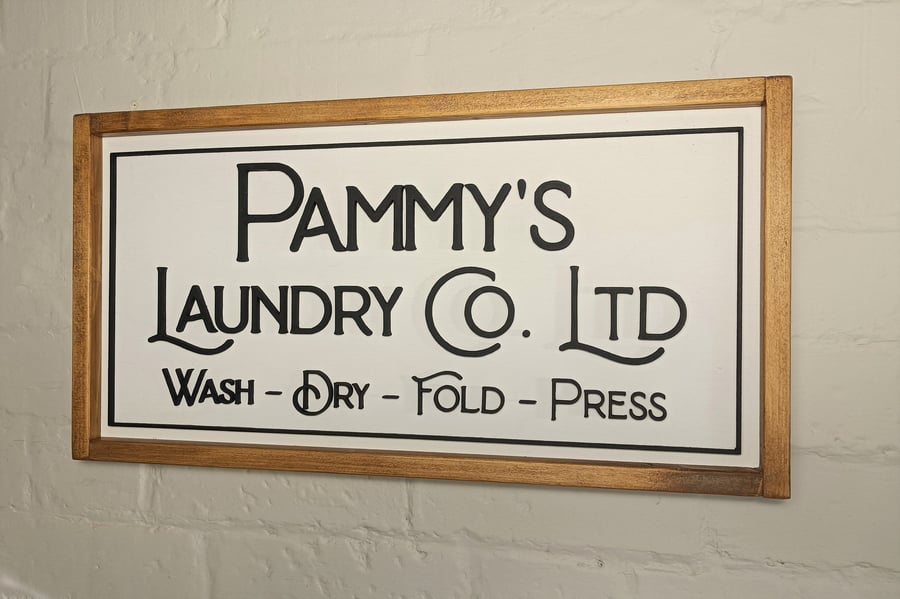 Pammy's
Laundry Co. Ltd
Wash - Dry - Fold - Press